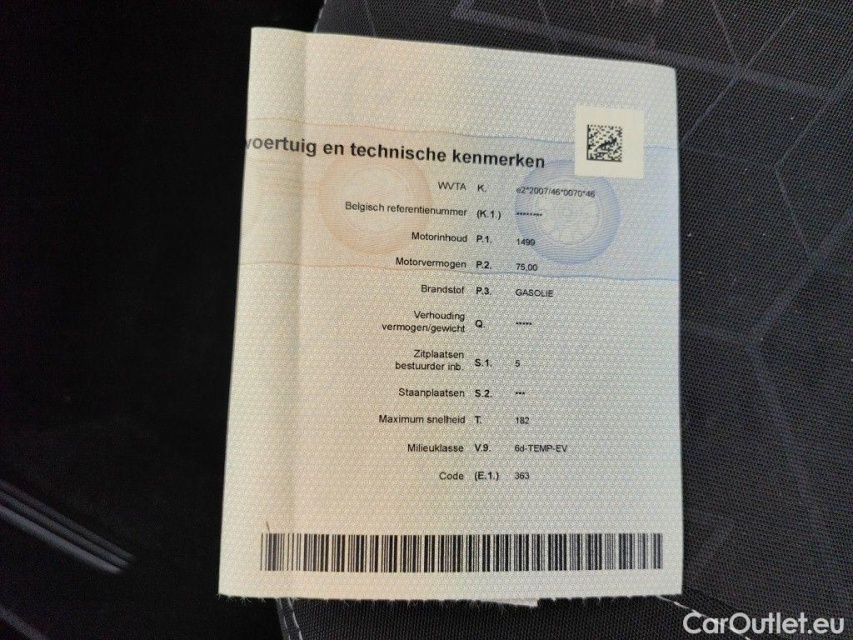 voertuig en technische kenmerken
WVTA K. e2*2007/46*0070*46
Belgisch referentienummer (K.1.) ********
Motorinhoud P.1. 1499
Motorvermogen P.2. 75,00
Brandstof P.3. GASOLIE
Verhouding
vermogen/gewicht Q. *****
Zitplaatsen
bestuurder inb. S.1. 5
Staanplaatsen S.2. ***
Maximum snelheid T. 182
Milieuklasse V.9. 6d-TEMP-EV
Code (E.1.) 363
CarOutlet.eu